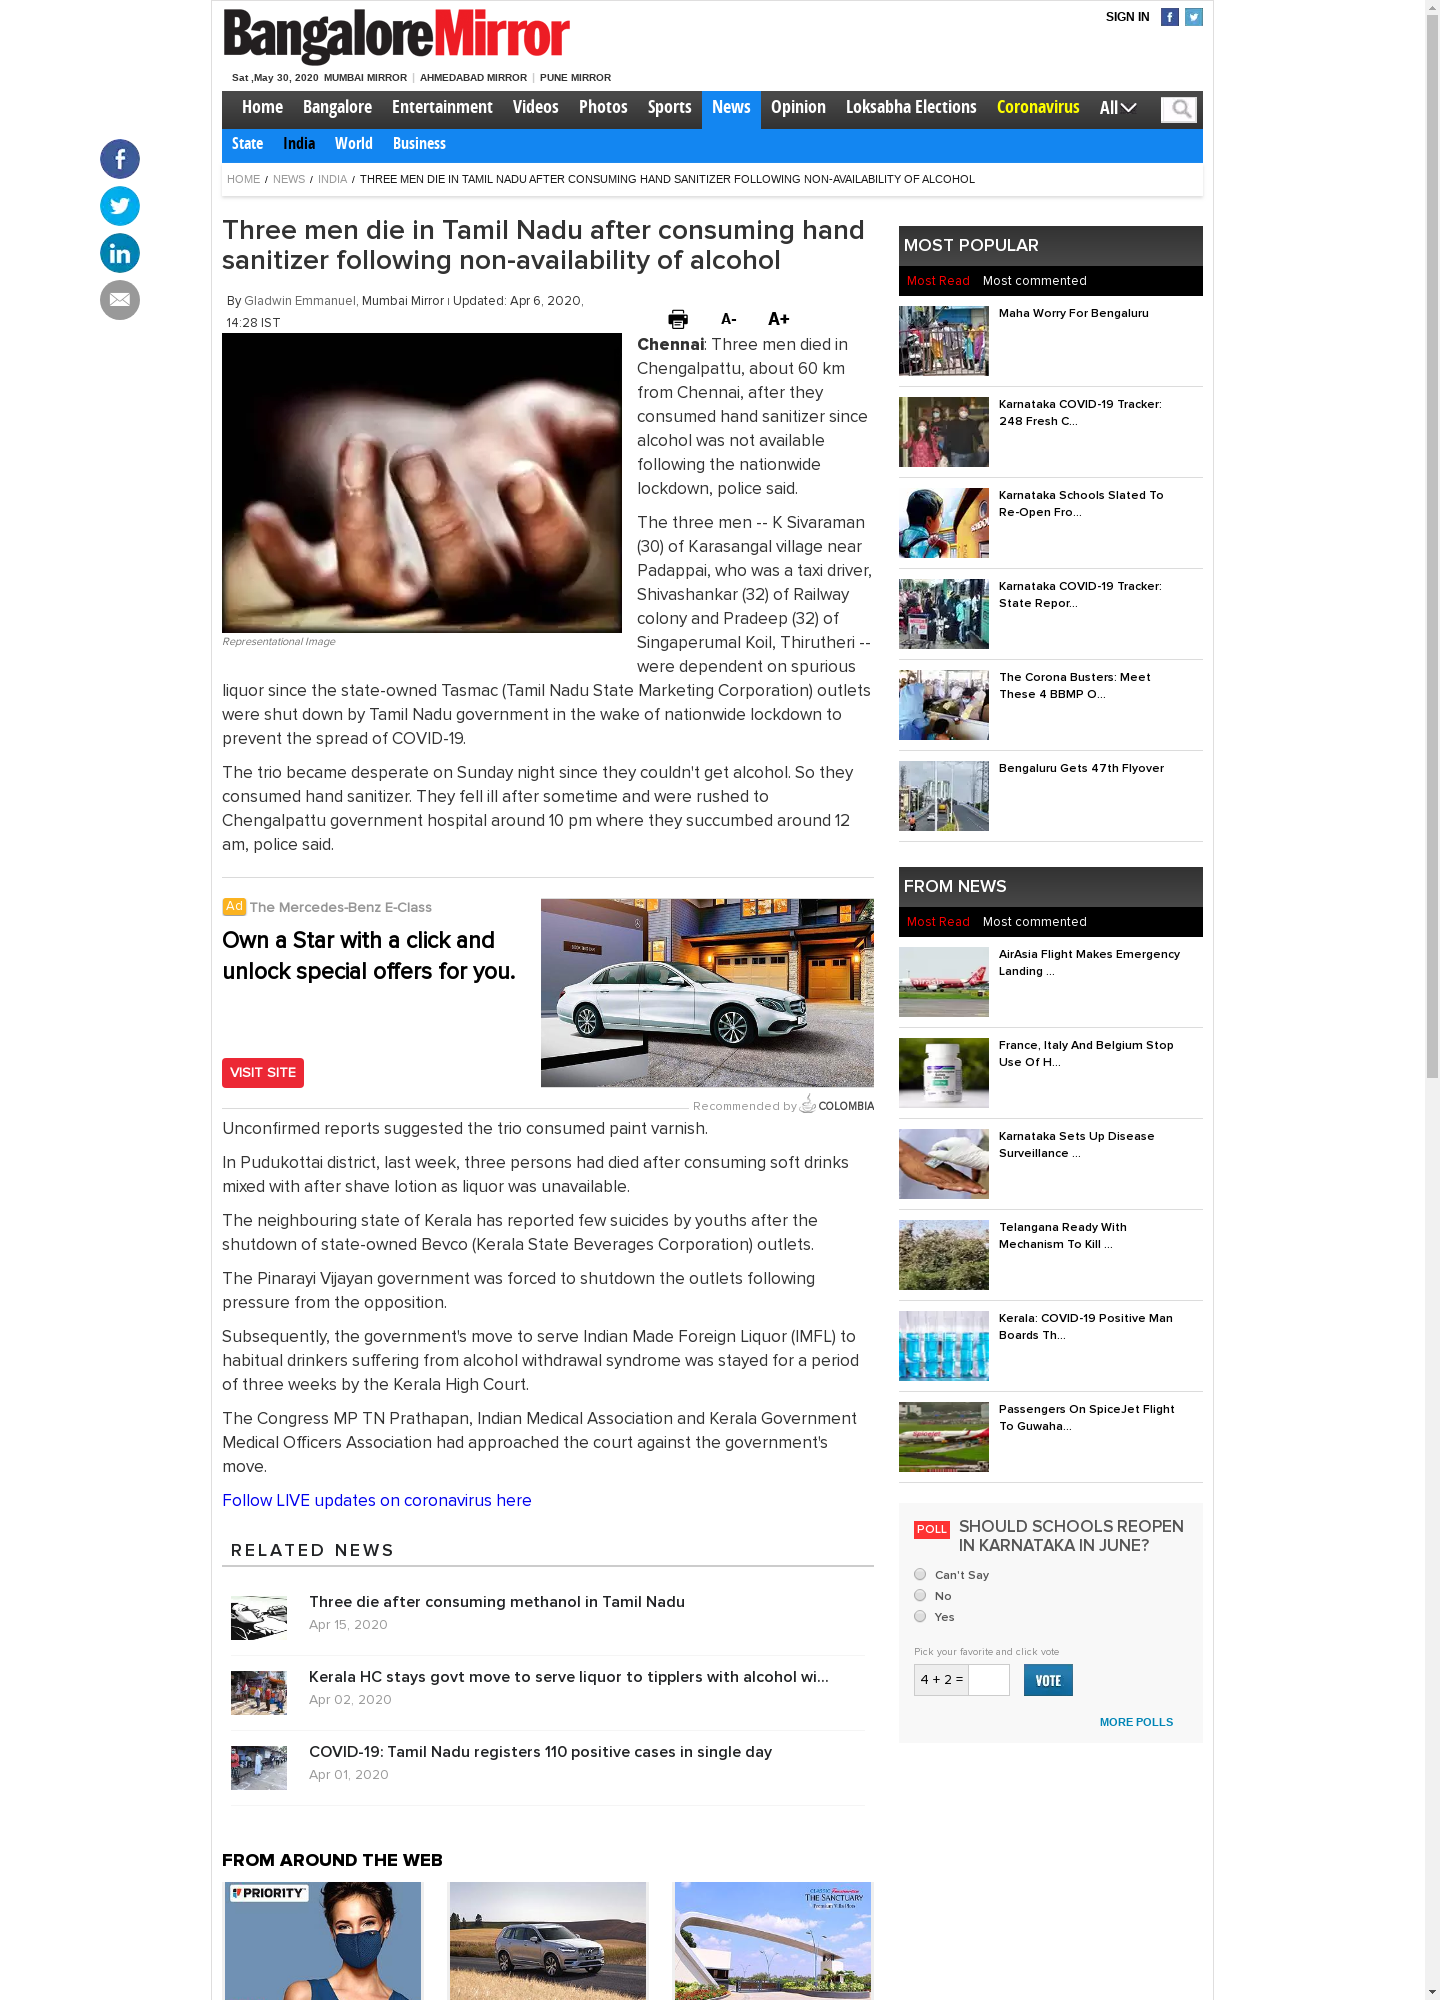 BangaloreMirror
SIGN IN
Sat ,May 30, 2020 MUMBAI MIRROR | AHMEDABAD MIRROR | PUNE MIRROR
Home Bangalore Entertainment Videos Photos Sports News Opinion Loksabha Elections Coronavirus All
State India World Business
HOME / NEWS / INDIA / THREE MEN DIE IN TAMIL NADU AFTER CONSUMING HAND SANITIZER FOLLOWING NON-AVAILABILITY OF ALCOHOL
Three men die in Tamil Nadu after consuming hand
sanitizer following non-availability of alcohol
By Gladwin Emmanuel, Mumbai Mirror | Updated: Apr 6, 2020,
14:28 IST
A- A+
Chennai: Three men died in
Chengalpattu, about 60 km
from Chennai, after they
consumed hand sanitizer since
alcohol was not available
following the nationwide
lockdown, police said.
The three men -- K Sivaraman
(30) of Karasangal village near
Padappai, who was a taxi driver,
Shivashankar (32) of Railway
colony and Pradeep (32) of
Singaperumal Koil, Thirutheri --
were dependent on spurious
Representational Image
liquor since the state-owned Tasmac (Tamil Nadu State Marketing Corporation) outlets
were shut down by Tamil Nadu government in the wake of nationwide lockdown to
prevent the spread of COVID-19.
The trio became desperate on Sunday night since they couldn't get alcohol. So they
consumed hand sanitizer. They fell ill after sometime and were rushed to
Chengalpattu government hospital around 10 pm where they succumbed around 12
am, police said.
Ad The Mercedes-Benz E-Class
Own a Star with a click and
unlock special offers for you.
VISIT SITE
Recommended by COLOMBIA
Unconfirmed reports suggested the trio consumed paint varnish.
In Pudukottai district, last week, three persons had died after consuming soft drinks
mixed with after shave lotion as liquor was unavailable.
The neighbouring state of Kerala has reported few suicides by youths after the
shutdown of state-owned Bevco (Kerala State Beverages Corporation) outlets.
The Pinarayi Vijayan government was forced to shutdown the outlets following
pressure from the opposition.
Subsequently, the government's move to serve Indian Made Foreign Liquor (IMFL) to
habitual drinkers suffering from alcohol withdrawal syndrome was stayed for a period
of three weeks by the Kerala High Court.
The Congress MP TN Prathapan, Indian Medical Association and Kerala Government
Medical Officers Association had approached the court against the government's
move.
Follow LIVE updates on coronavirus here
RELATED NEWS
Three die after consuming methanol in Tamil Nadu
Apr 15, 2020
Kerala HC stays govt move to serve liquor to tipplers with alcohol wi...
Apr 02, 2020
COVID-19: Tamil Nadu registers 110 positive cases in single day
Apr 01, 2020
FROM AROUND THE WEB
PRIORITY
THE SANCTUARY
Premium Villa Plots
MOST POPULAR
Most Read Most commented
Maha Worry For Bengaluru
Karnataka COVID-19 Tracker:
248 Fresh C...
Karnataka Schools Slated To
Re-Open Fro...
Karnataka COVID-19 Tracker:
State Repor...
The Corona Busters: Meet
These 4 BBMP O...
Bengaluru Gets 47th Flyover
FROM NEWS
Most Read Most commented
AirAsia Flight Makes Emergency
Landing ...
France, Italy And Belgium Stop
Use Of H...
Karnataka Sets Up Disease
Surveillance ...
Telangana Ready With
Mechanism To Kill ...
Kerala: COVID-19 Positive Man
Boards Th...
Passengers On SpiceJet Flight
To Guwaha...
POLL SHOULD SCHOOLS REOPEN
IN KARNATAKA IN JUNE?
Can't Say
No
Yes
Pick your favorite and click vote
4 + 2 = VOTE
MORE POLLS